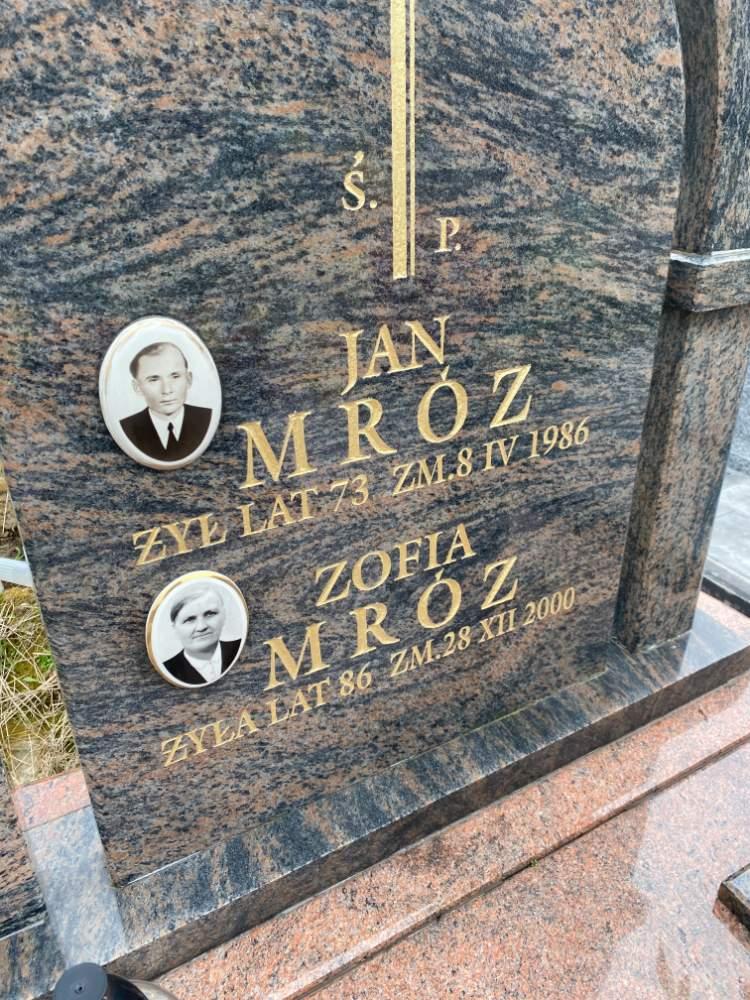 Ś.
P.
JAN
MRÓZ
ŻYŁ LAT 73 ZM.8 IV 1986
ZOFIA
MRÓZ
ŻYŁA LAT 86 ZM.28 XII 2000